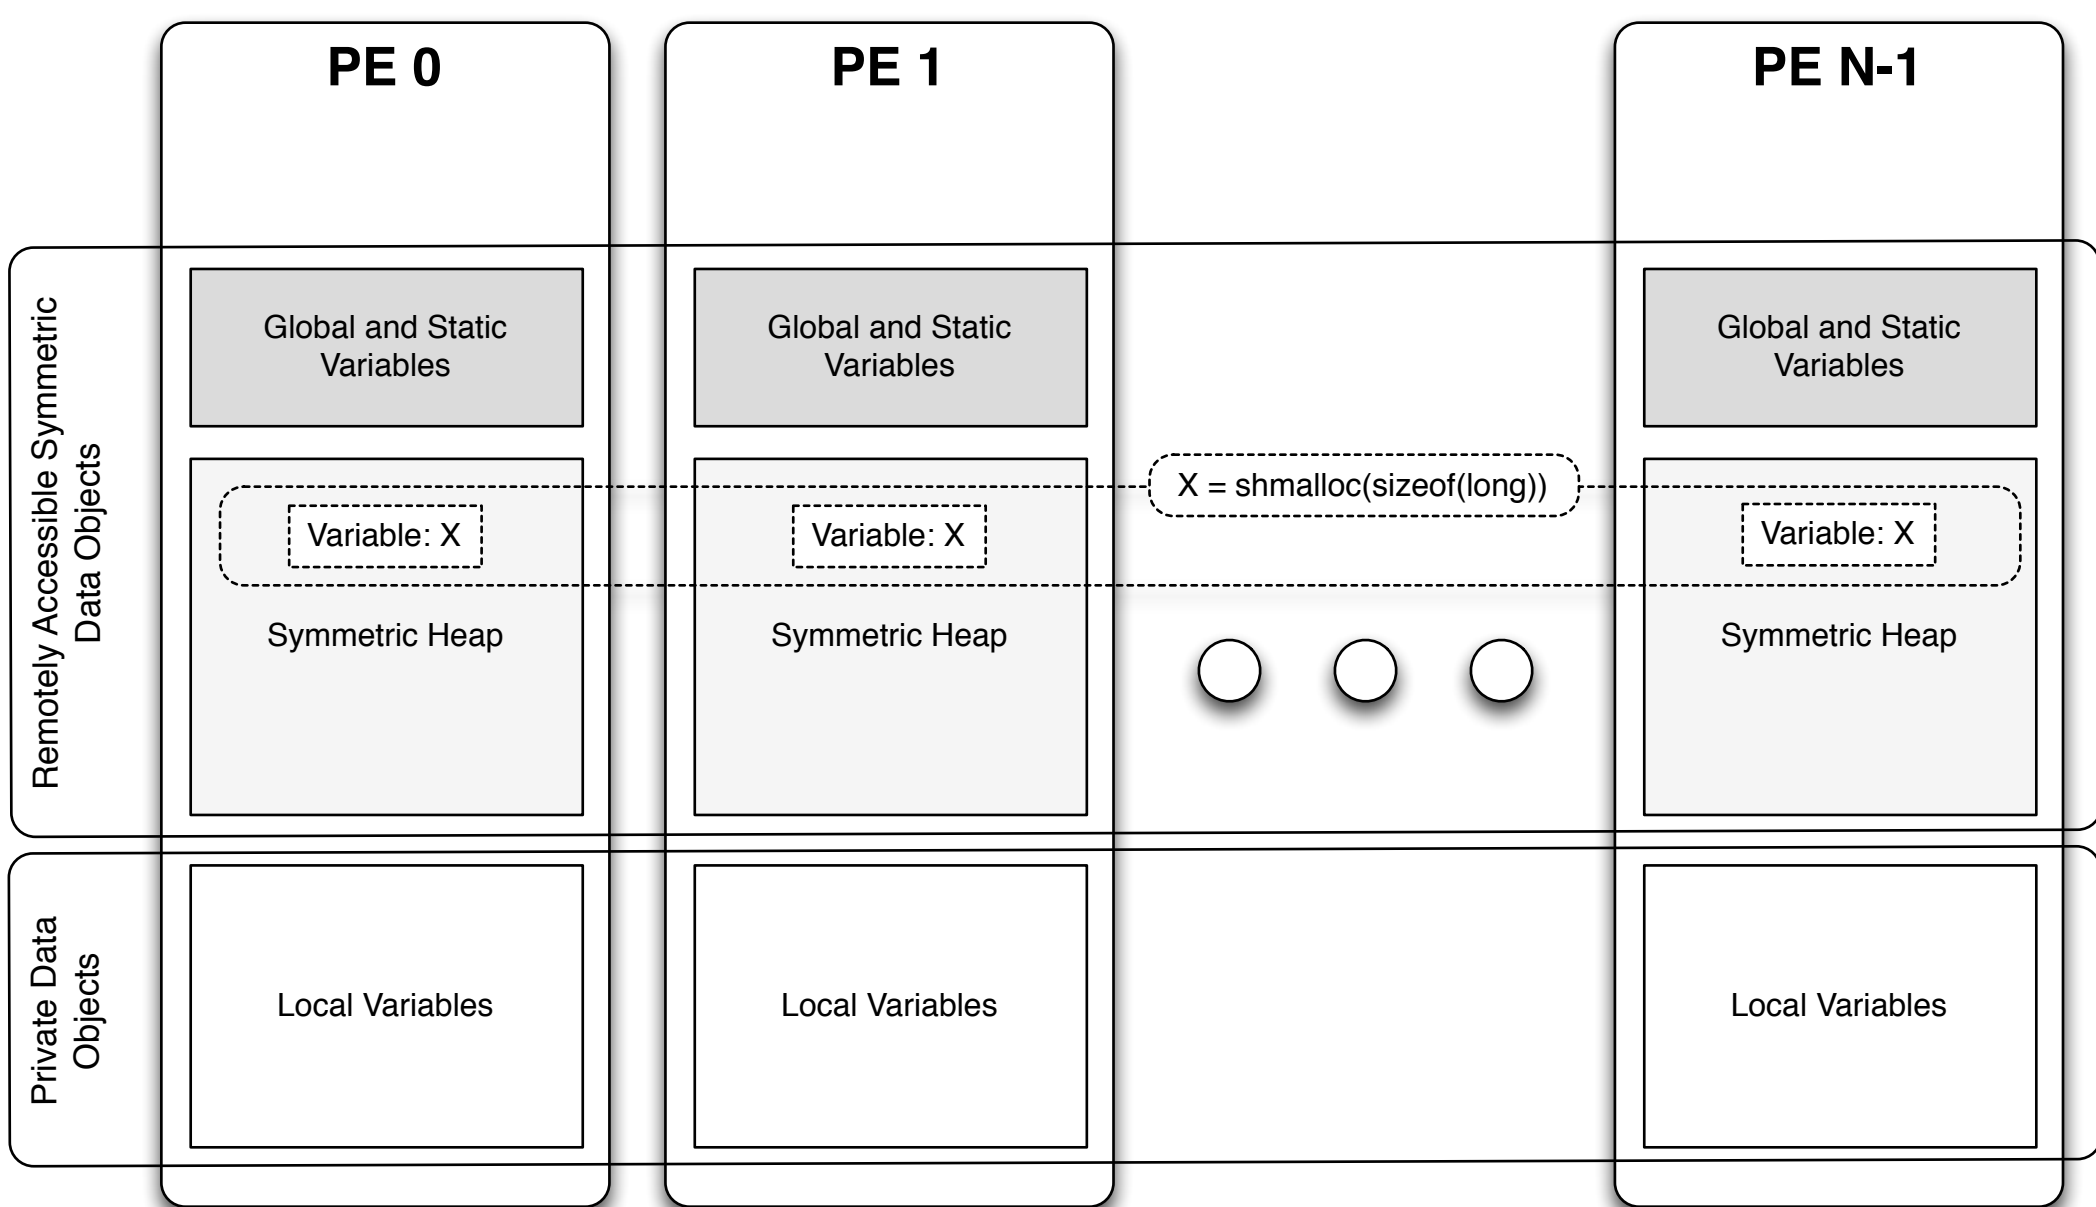 PE 0
PE 1
PE N-1
Remotely Accessible Symmetric
Data Objects
Global and Static
Variables
Global and Static
Variables
Global and Static
Variables
X = shmalloc(sizeof(long))
Variable: X
Variable: X
Variable: X
Symmetric Heap
Symmetric Heap
Symmetric Heap
Private Data
Objects
Local Variables
Local Variables
Local Variables